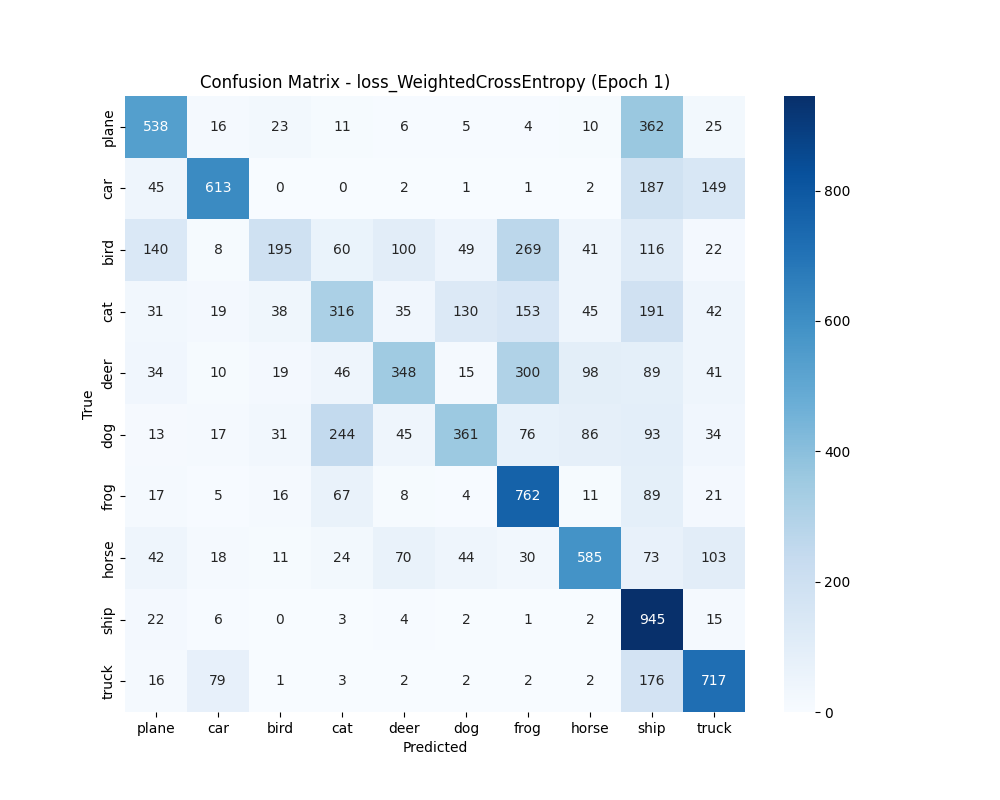 Confusion Matrix - loss_WeightedCrossEntropy (Epoch 1)
plane 538 16 23 11 6 5 4 10 362 25
car 45 613 0 0 2 1 1 2 187 149
bird 140 8 195 60 100 49 269 41 116 22
cat 31 19 38 316 35 130 153 45 191 42
deer 34 10 19 46 348 15 300 98 89 41
dog 13 17 31 244 45 361 76 86 93 34
frog 17 5 16 67 8 4 762 11 89 21
horse 42 18 11 24 70 44 30 585 73 103
ship 22 6 0 3 4 2 1 2 945 15
truck 16 79 1 3 2 2 2 2 176 717
True
plane car bird cat deer dog frog horse ship truck
Predicted
800
600
400
200
0